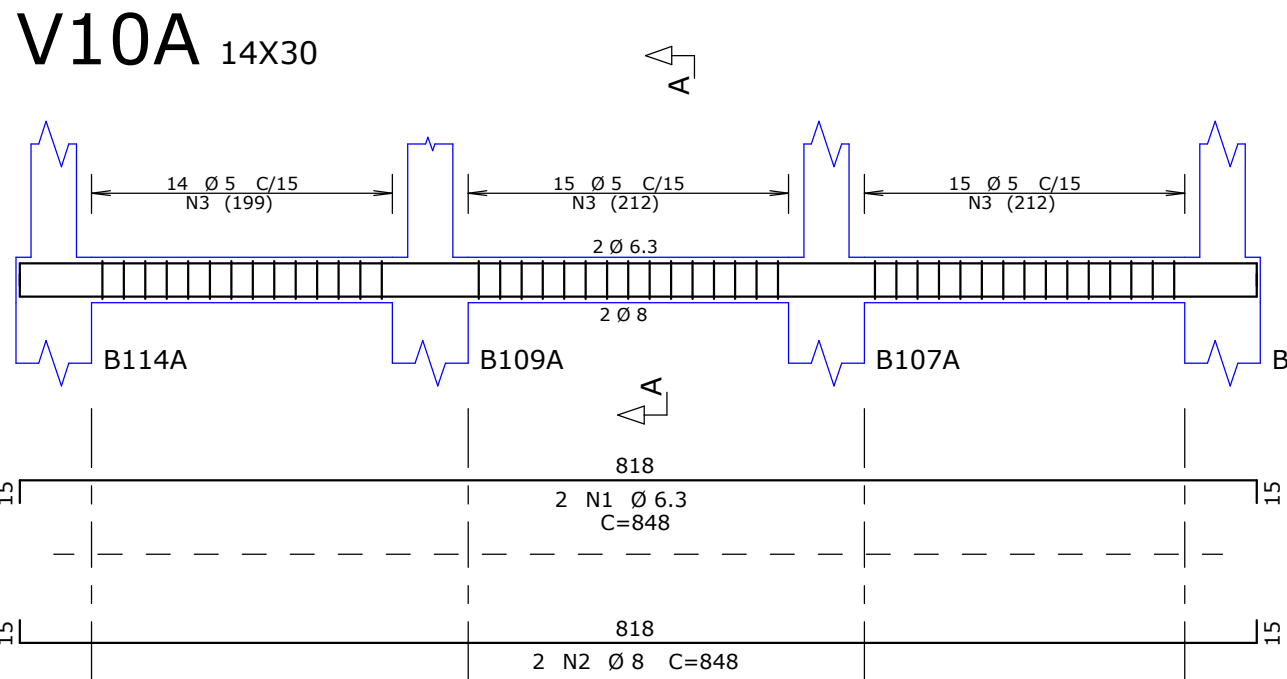 V10A 14X30
A
14 Ø 5 C/15
N3 (199)
15 Ø 5 C/15
N3 (212)
15 Ø 5 C/15
N3 (212)
2 Ø 6.3
2 Ø 8
B114A
B109A
B107A
B
A
818
15
15
2 N1 Ø 6.3
C=848
15
818
15
2 N2 Ø 8 C=848